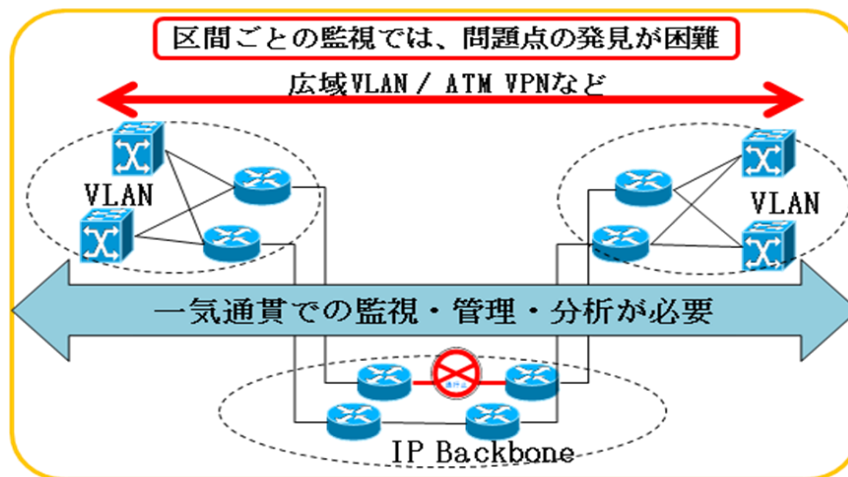 区間ごとの監視では、問題点の発見が困難
広域VLAN / ATM VPNなど
VLAN
VLAN
一気通貫での監視・管理・分析が必要
IP Backbone